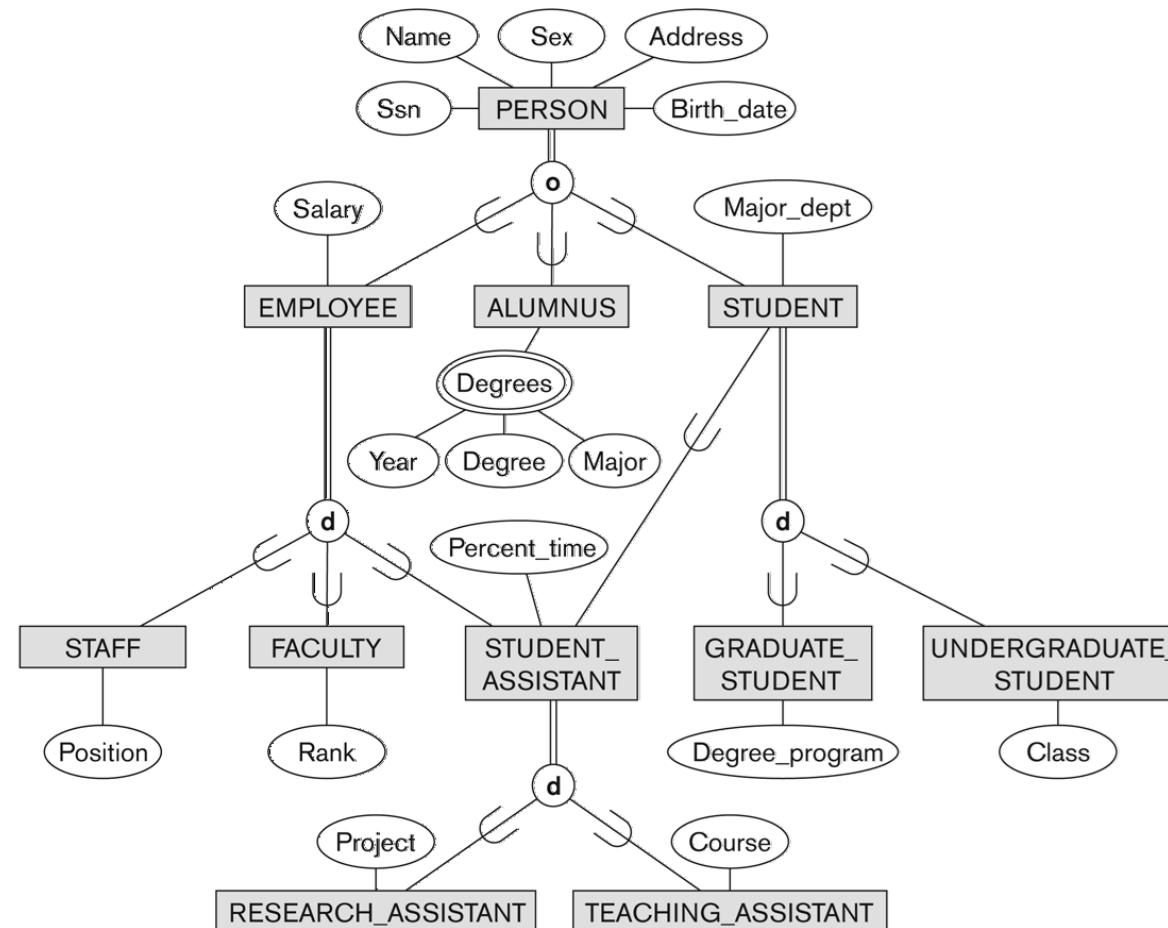 Name
Sex
Address
Ssn
PERSON
Birth_date
o
Salary
Major_dept
EMPLOYEE
ALUMNUS
STUDENT
Degrees
Year
Degree
Major
d
d
Percent_time
STAFF
FACULTY
STUDENT_
ASSISTANT
GRADUATE_
STUDENT
UNDERGRADUATE_
STUDENT
Position
Rank
Degree_program
Class
d
Project
Course
RESEARCH_ASSISTANT
TEACHING_ASSISTANT